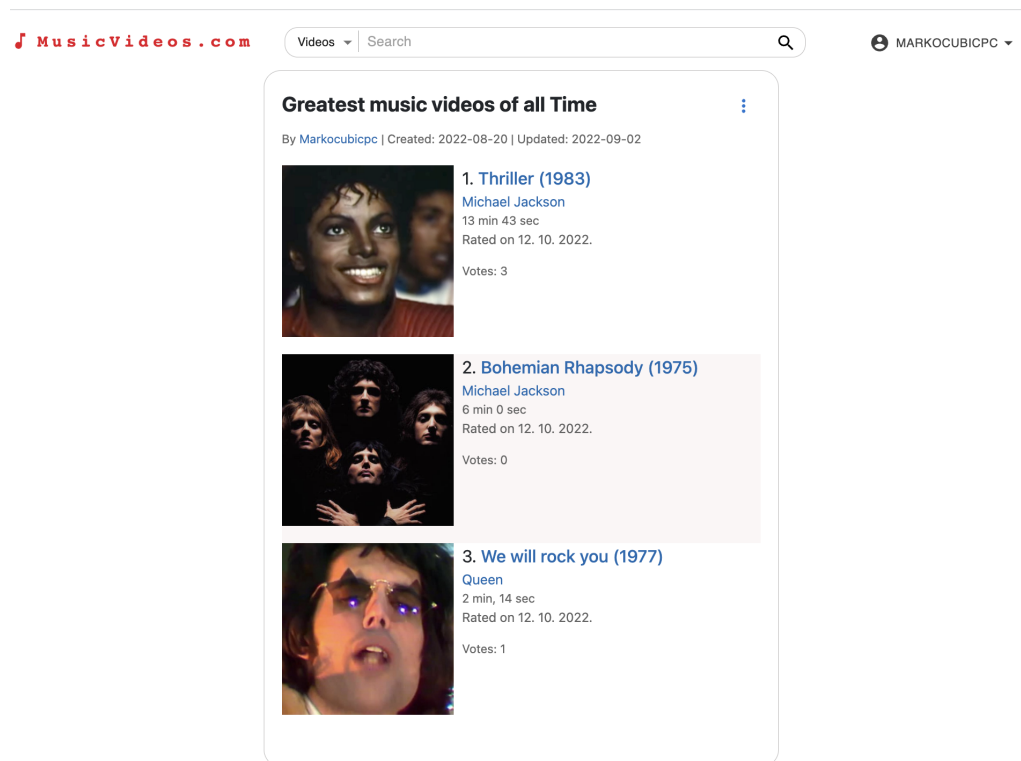 MusicVideos.com
Videos Search MARKOCUBICPC
Greatest music videos of all Time
By Markocubicpc | Created: 2022-08-20 | Updated: 2022-09-02
1. Thriller (1983)
Michael Jackson
13 min 43 sec
Rated on 12. 10. 2022.
Votes: 3
2. Bohemian Rhapsody (1975)
Michael Jackson
6 min 0 sec
Rated on 12. 10. 2022.
Votes: 0
3. We will rock you (1977)
Queen
2 min, 14 sec
Rated on 12. 10. 2022.
Votes: 1